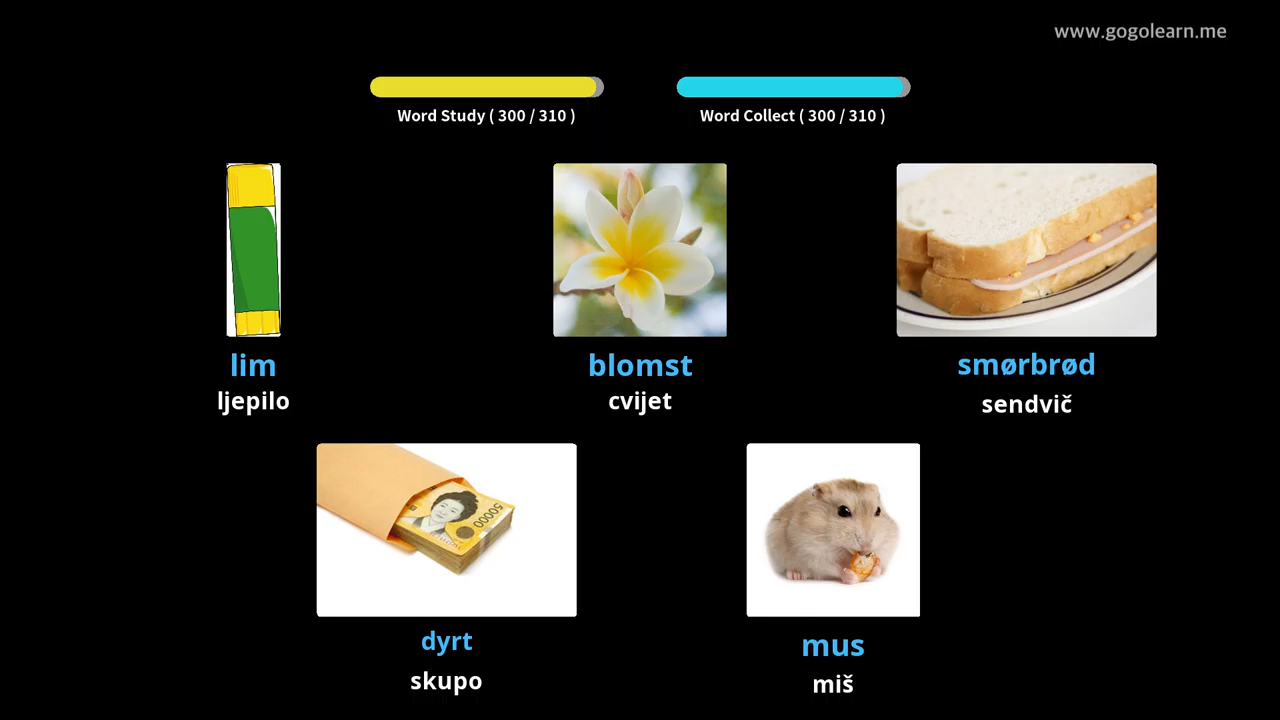 www.gogolearn.me
Word Study ( 300 / 310 )
Word Collect ( 300 / 310 )
lim
ljepilo
blomst
cvijet
smørbrød
sendvič
50000
dyrt
skupo
mus
miš